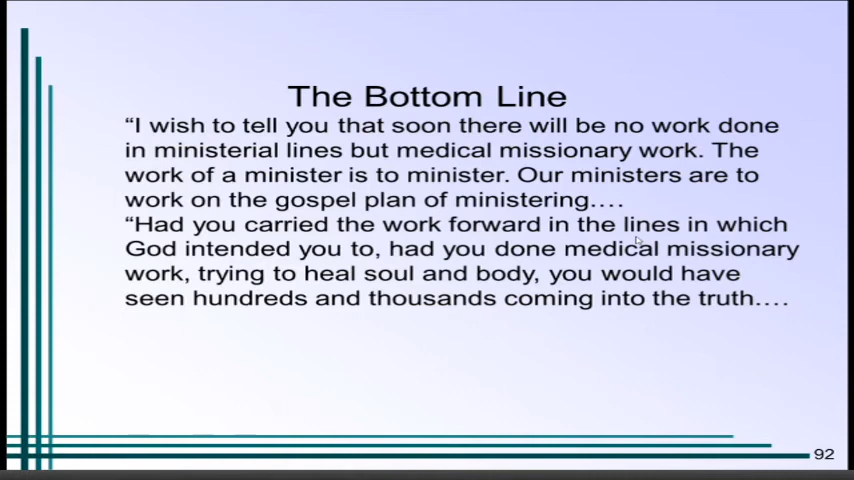 The Bottom Line
“I wish to tell you that soon there will be no work done
in ministerial lines but medical missionary work. The
work of a minister is to minister. Our ministers are to
work on the gospel plan of ministering….
“Had you carried the work forward in the lines in which
God intended you to, had you done medical missionary
work, trying to heal soul and body, you would have
seen hundreds and thousands coming into the truth….
92